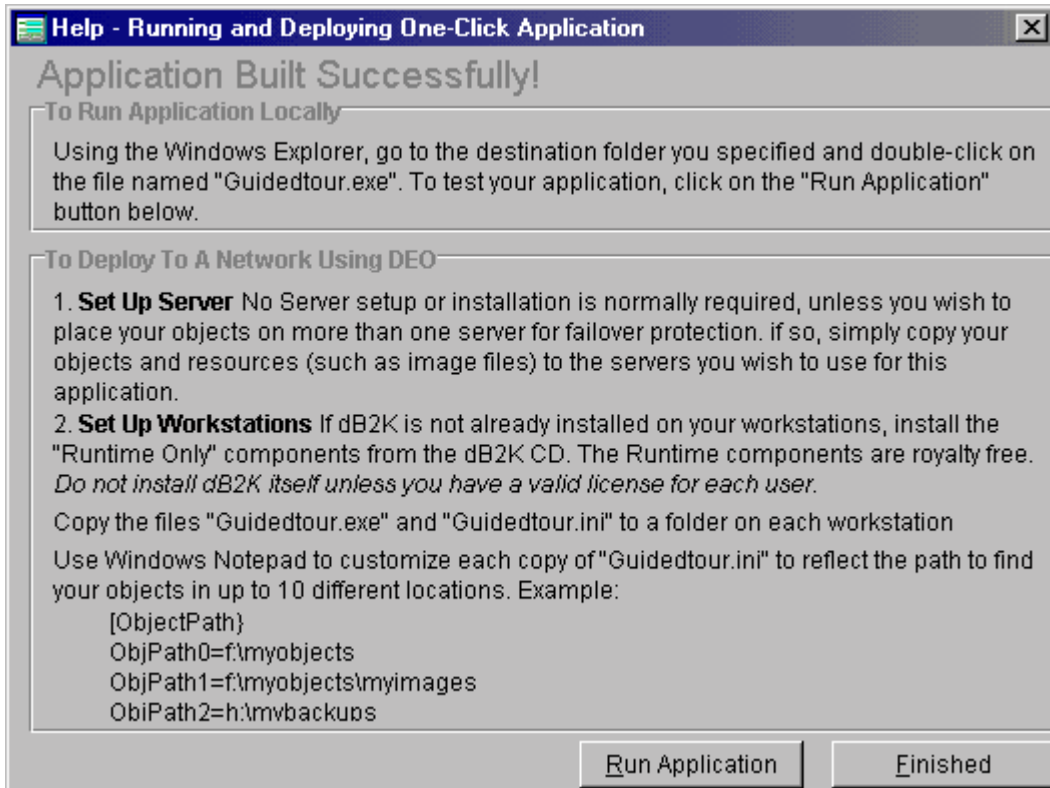 Help - Running and Deploying One-Click Application
Application Built Successfully!
To Run Application Locally
Using the Windows Explorer, go to the destination folder you specified and double-click on
the file named "Guidedtour.exe". To test your application, click on the "Run Application"
button below.
To Deploy To A Network Using DEO
1. Set Up Server No Server setup or installation is normally required, unless you wish to
place your objects on more than one server for failover protection. if so, simply copy your
objects and resources (such as image files) to the servers you wish to use for this
application.
2. Set Up Workstations If dB2K is not already installed on your workstations, install the
"Runtime Only" components from the dB2K CD. The Runtime components are royalty free.
Do not install dB2K itself unless you have a valid license for each user.
Copy the files "Guidedtour.exe" and "Guidedtour.ini" to a folder on each workstation
Use Windows Notepad to customize each copy of "Guidedtour.ini" to reflect the path to find
your objects in up to 10 different locations. Example:
[ObjectPath}
ObjPath0=f:\myobjects
ObjPath1=f:\myobjects\myimages
ObjPath2=h:\mybackups
Run Application
Finished